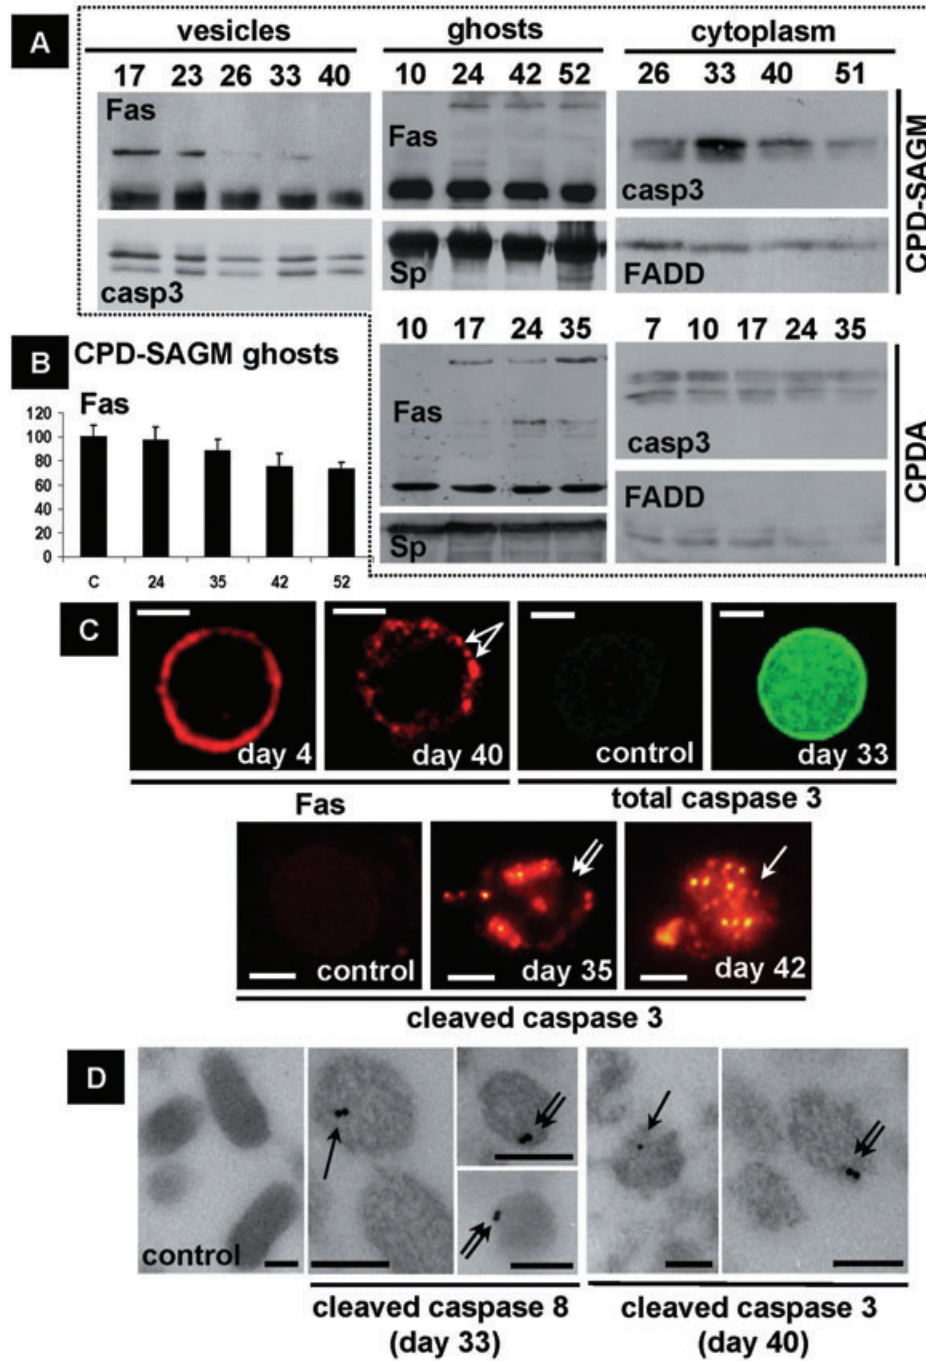 A
vesicles
ghosts
cytoplasm
17 23 26 33 40
10 24 42 52
26 33 40 51
Fas
Fas
casp3
casp3
Sp
FADD
CPD-SAGM
10 17 24 35
7 10 17 24 35
Fas
casp3
FADD
Sp
CPDA
B
CPD-SAGM ghosts
Fas
120
100
80
60
40
20
0
C 24 35 42 52
C
day 4
day 40
control
day 33
Fas
total caspase 3
control
day 35
day 42
cleaved caspase 3
D
control
cleaved caspase 8
(day 33)
cleaved caspase 3
(day 40)